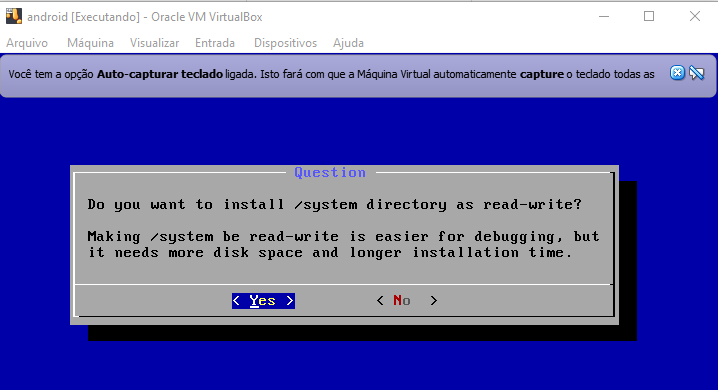 android [Executando] - Oracle VM VirtualBox
Arquivo Máquina Visualizar Entrada Dispositivos Ajuda
Você tem a opção Auto-capturar teclado ligada. Isto fará com que a Máquina Virtual automaticamente capture o teclado todas as
Question
Do you want to install /system directory as read-write?
Making /system be read-write is easier for debugging, but
it needs more disk space and longer installation time.
< Yes > < No >